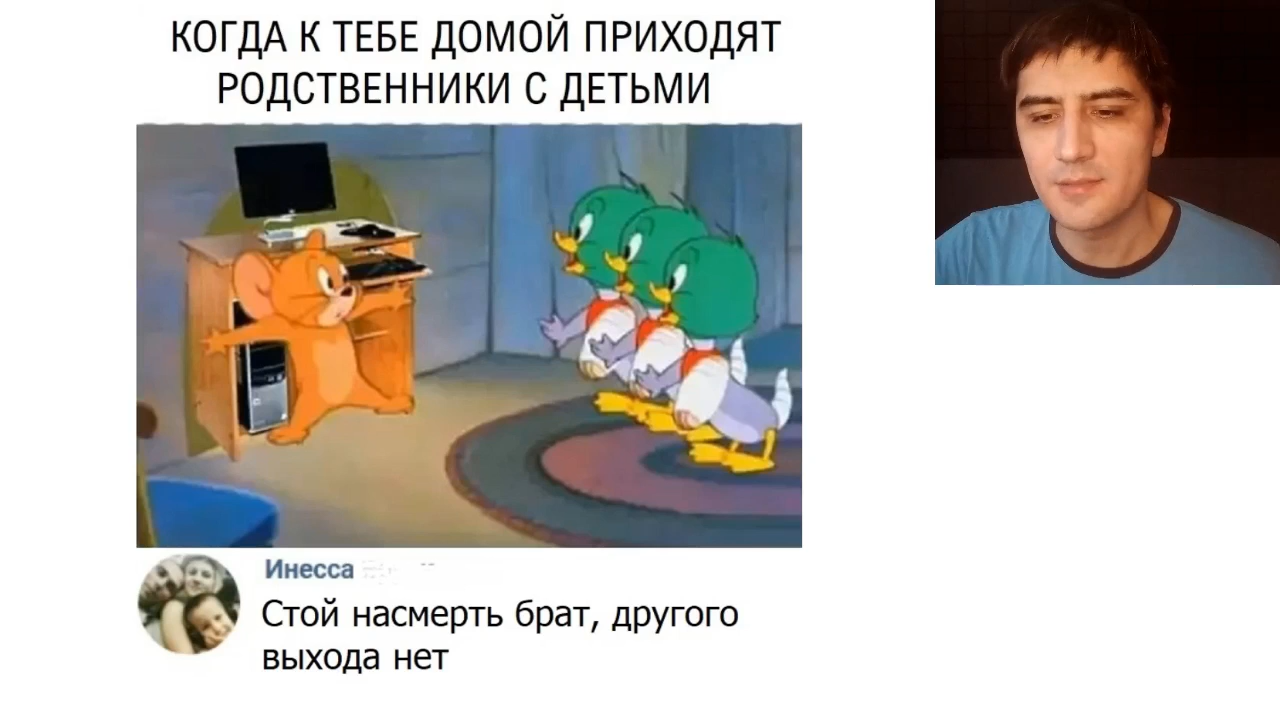 КОГДА К ТЕБЕ ДОМОЙ ПРИХОДЯТ
РОДСТВЕННИКИ С ДЕТЬМИ
Инесса
Стой насмерть брат, другого
выхода нет